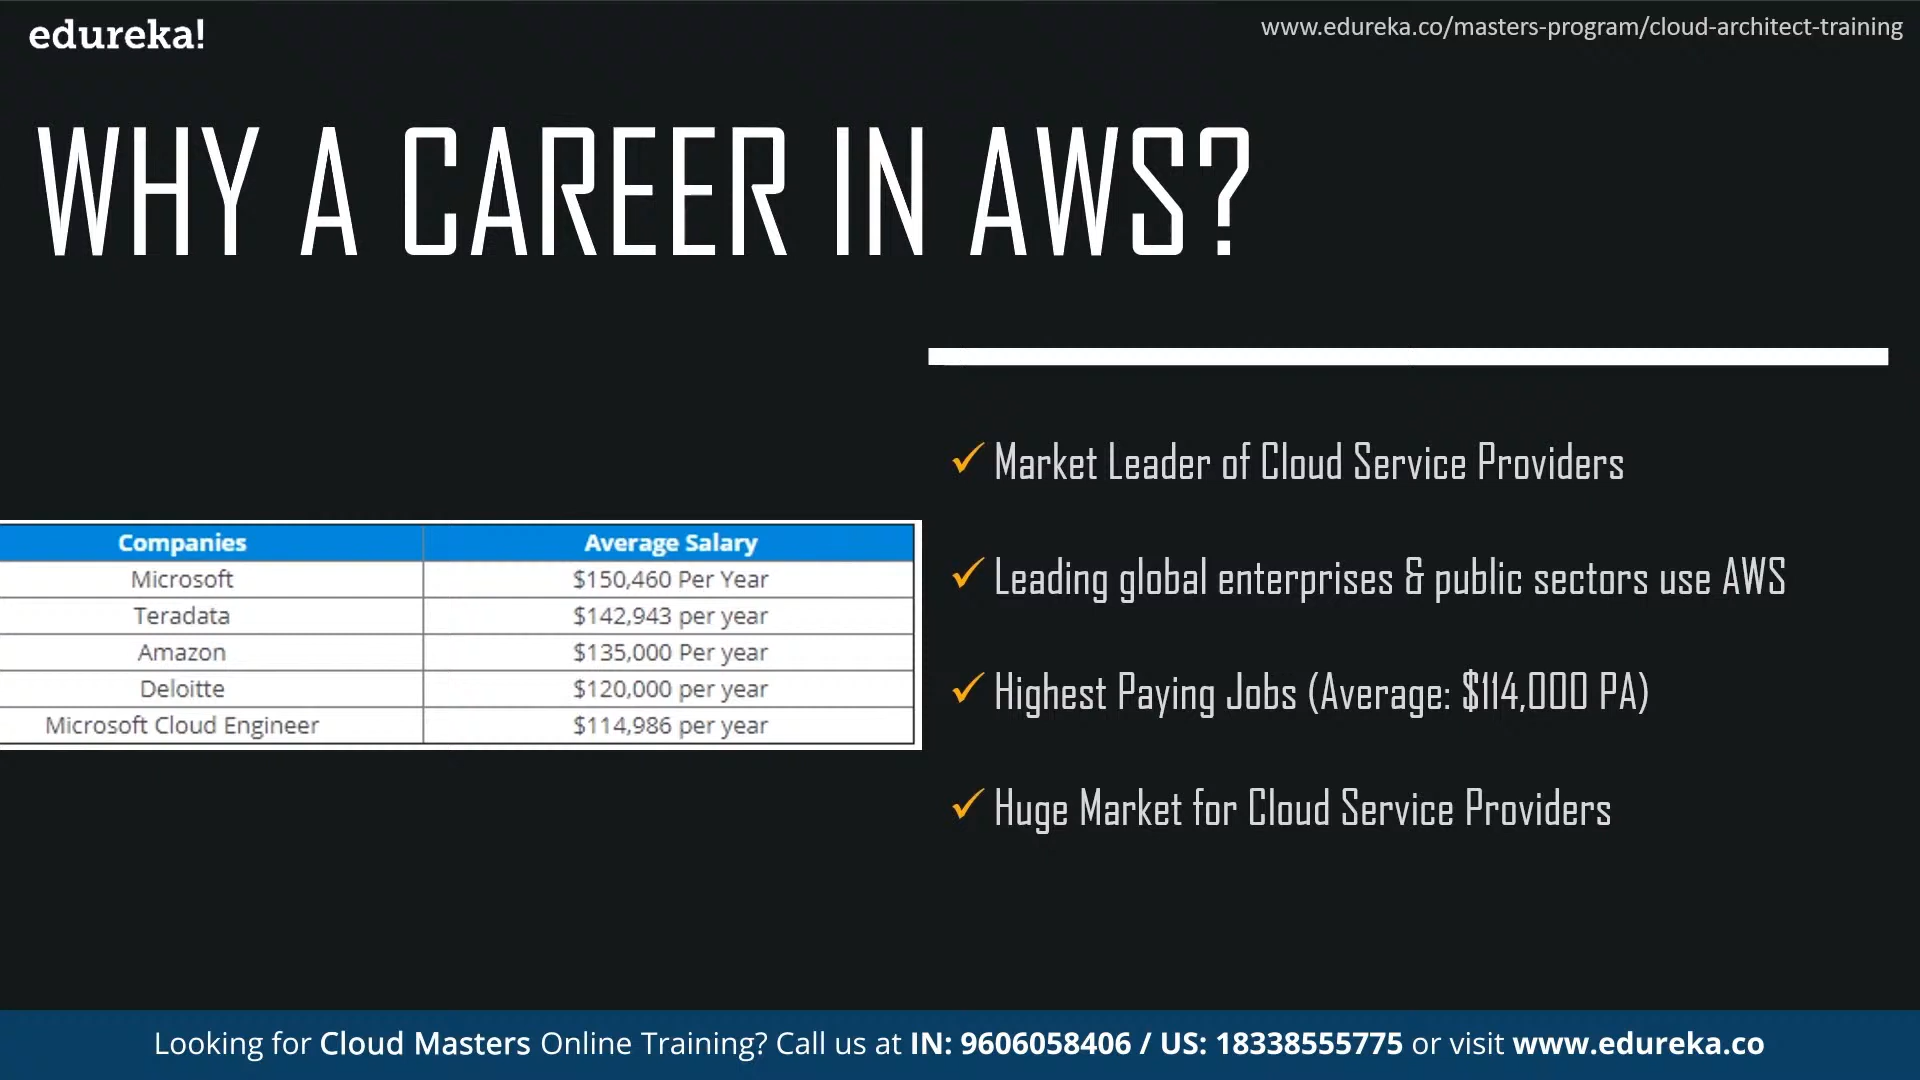 edureka!
www.edureka.co/masters-program/cloud-architect-training
WHY A CAREER IN AWS?
Companies Average Salary
Microsoft $150,460 Per Year
Teradata $142,943 per year
Amazon $135,000 Per year
Deloitte $120,000 per year
Microsoft Cloud Engineer $114,986 per year
✓ Market Leader of Cloud Service Providers
✓ Leading global enterprises & public sectors use AWS
✓ Highest Paying Jobs (Average: $114,000 PA)
✓ Huge Market for Cloud Service Providers
Looking for Cloud Masters Online Training? Call us at IN: 9606058406 / US: 18338555775 or visit www.edureka.co